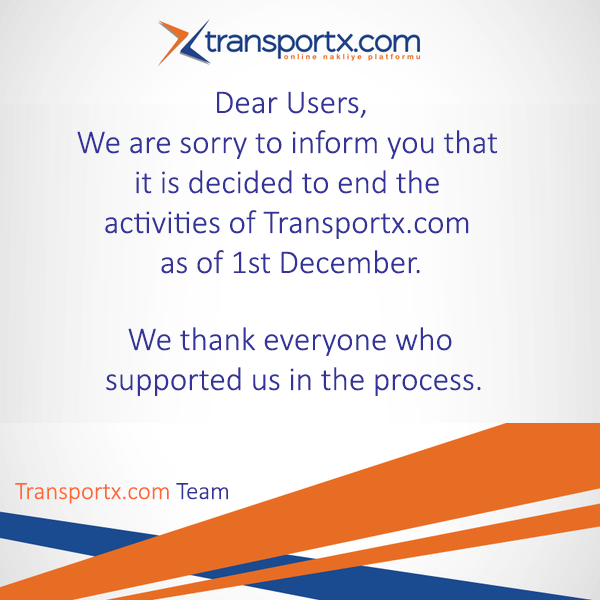 transportx.com
online nakliye platformu
Dear Users,
We are sorry to inform you that
it is decided to end the
activities of Transportx.com
as of 1st December.
We thank everyone who
supported us in the process.
Transportx.com Team